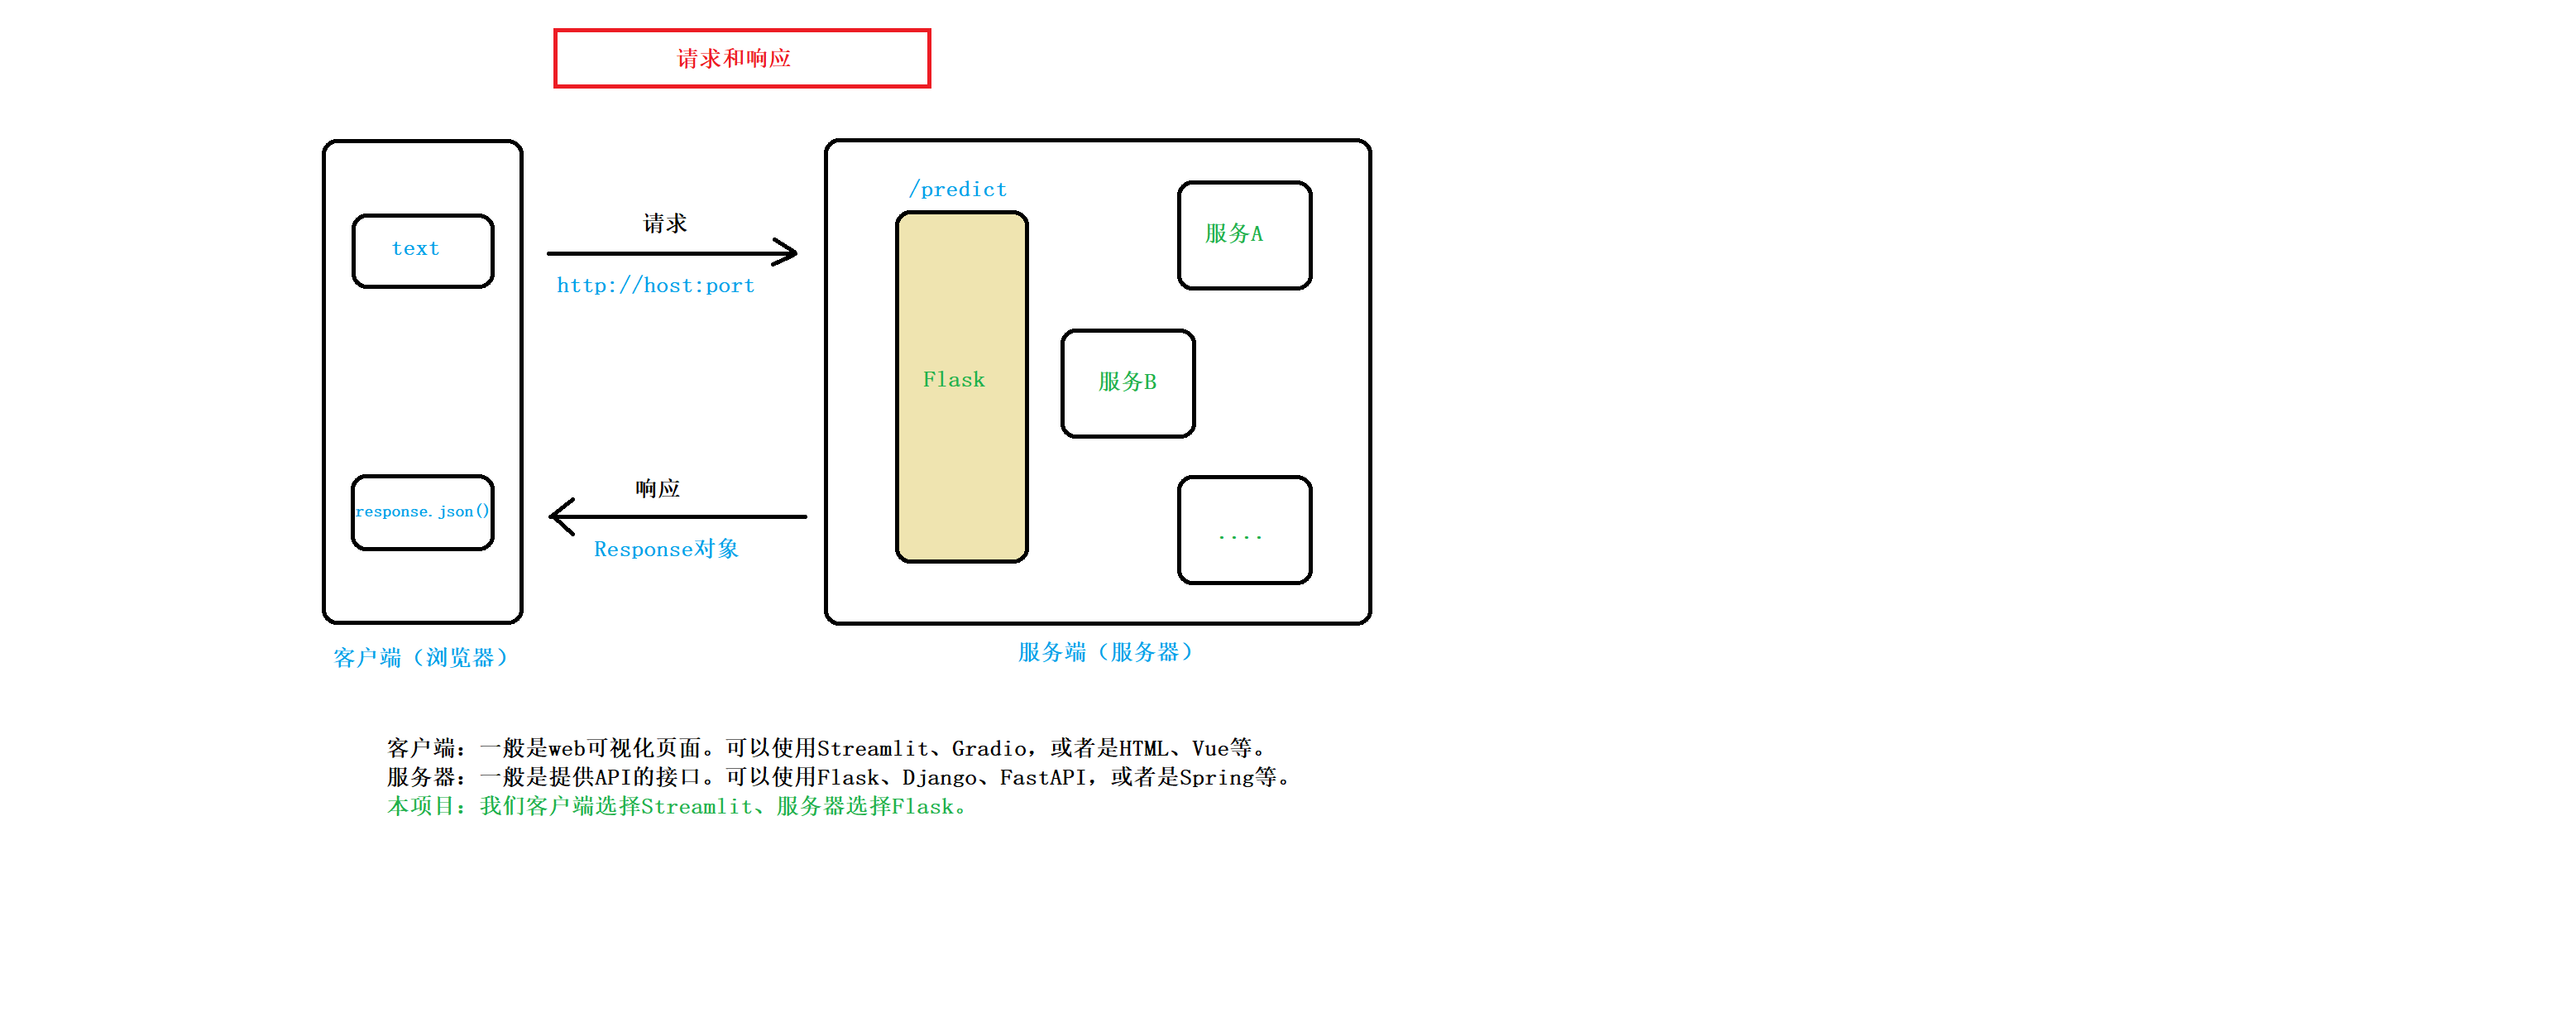 请求和响应
/predict
请求
服务A
text
http://host:port
Flask
服务B
响应
response.json()
Response对象
....
客户端（浏览器）
服务端（服务器）
客户端：一般是web可视化页面。可以使用Streamlit、Gradio，或者是HTML、Vue等。
服务器：一般是提供API的接口。可以使用Flask、Django、FastAPI，或者是Spring等。
本项目：我们客户端选择Streamlit、服务器选择Flask。